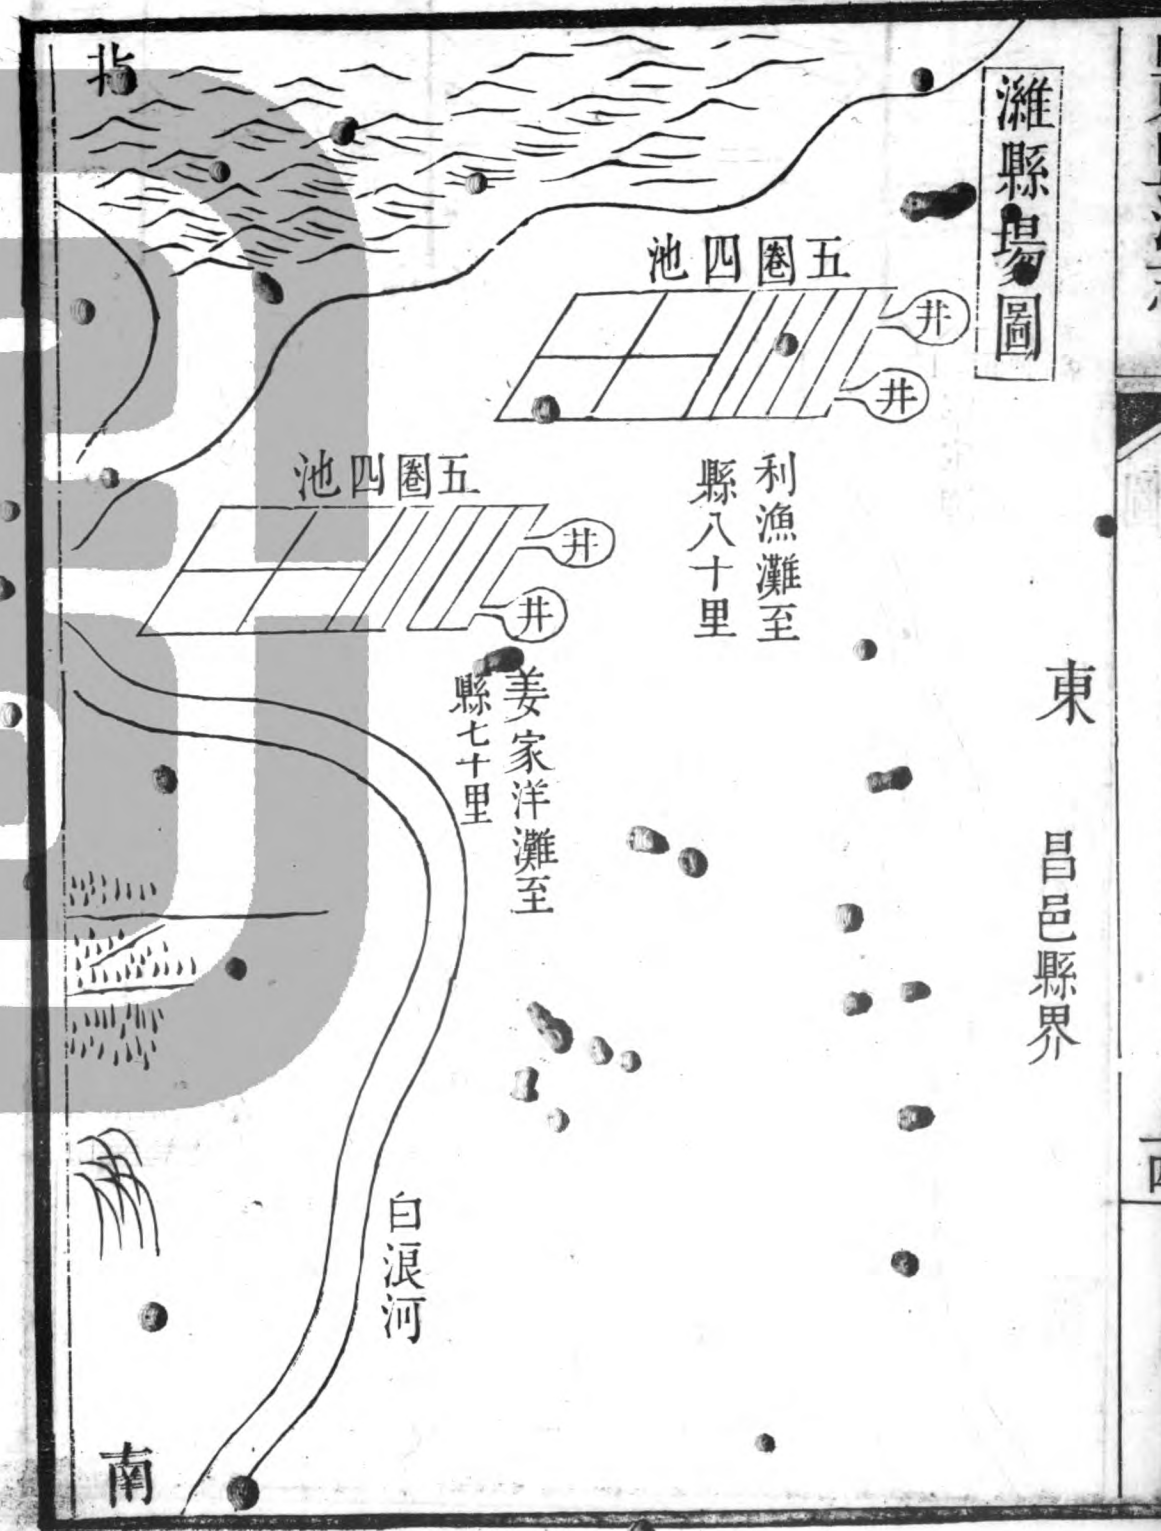 濰縣場圖
東
昌邑縣界
五圈四池
井
井
利漁灘至
縣八十里
五圈四池
井
井
姜家洋灘至
縣七十里
白浪河
北
南